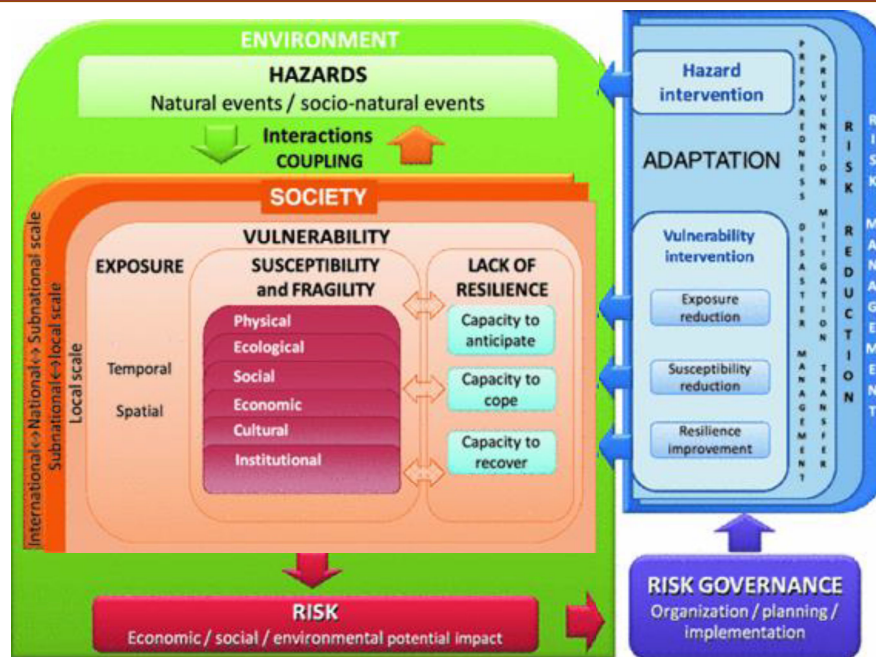 ENVIRONMENT
HAZARDS
Natural events / socio-natural events
Interactions
COUPLING
SOCIETY
International↔National↔Subnational scale
Subnational↔local scale
Local scale
VULNERABILITY
EXPOSURE
Temporal
Spatial
SUSCEPTIBILITY
and FRAGILITY
Physical
Ecological
Social
Economic
Cultural
Institutional
LACK OF
RESILIENCE
Capacity to
anticipate
Capacity to
cope
Capacity to
recover
RISK
Economic / social / environmental potential impact
Hazard
intervention
ADAPTATION
Vulnerability
intervention
Exposure
reduction
Susceptibility
reduction
Resilience
improvement
PREPAREDNESS DISASTER MANAGEMENT
PREVENTION MITIGATION TRANSFER
RISK REDUCTION
RISK MANAGEMENT
RISK GOVERNANCE
Organization / planning /
implementation